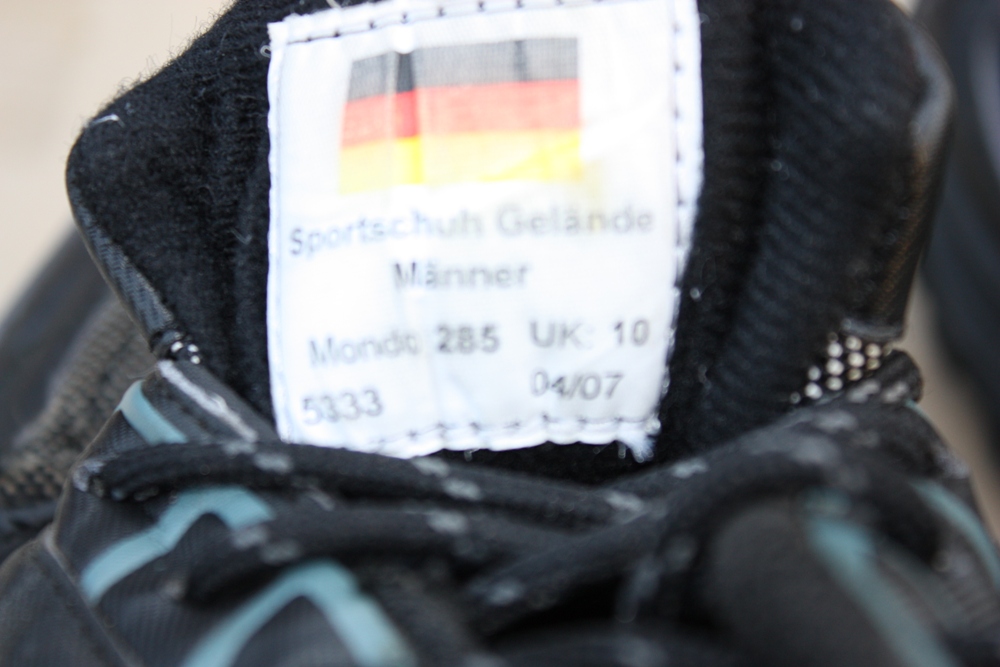 Sportschuh Gelände
Männer
Mondo 285 UK: 10
5333 04/07